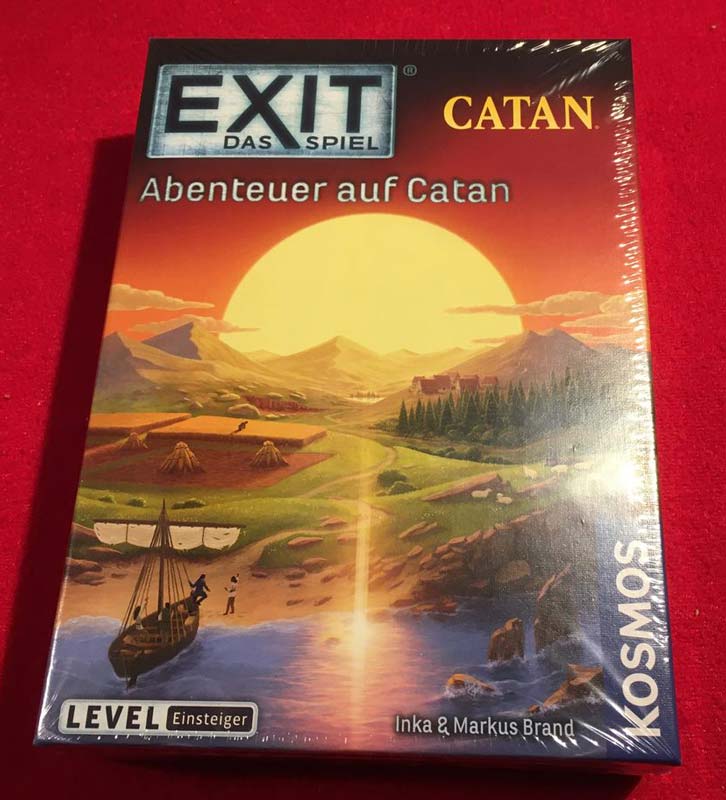 EXIT®
DAS SPIEL
CATAN®
Abenteuer auf Catan
LEVEL Einsteiger
Inka & Markus Brand
KOSMOS